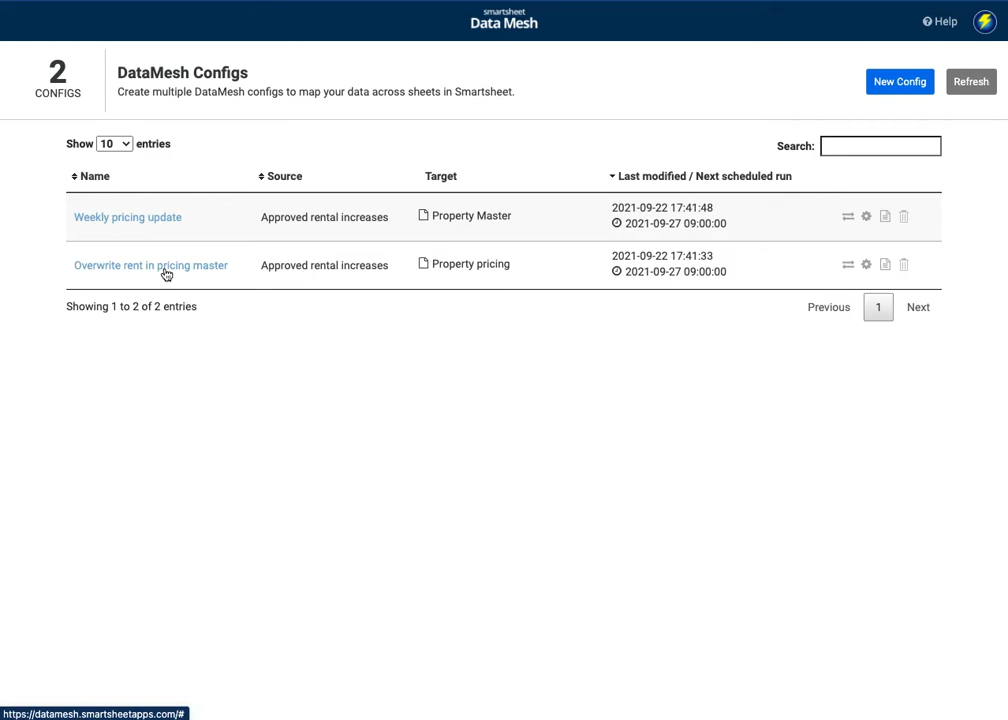 smartsheet
Data Mesh
Help
2
CONFIGS
DataMesh Configs
Create multiple DataMesh configs to map your data across sheets in Smartsheet.
New Config
Refresh
Show 10 entries
Search:
Name Source Target Last modified / Next scheduled run
Weekly pricing update Approved rental increases Property Master 2021-09-22 17:41:48
2021-09-27 09:00:00
Overwrite rent in pricing master Approved rental increases Property pricing 2021-09-22 17:41:33
2021-09-27 09:00:00
Showing 1 to 2 of 2 entries
Previous 1 Next
https://datamesh.smartsheetapps.com/#